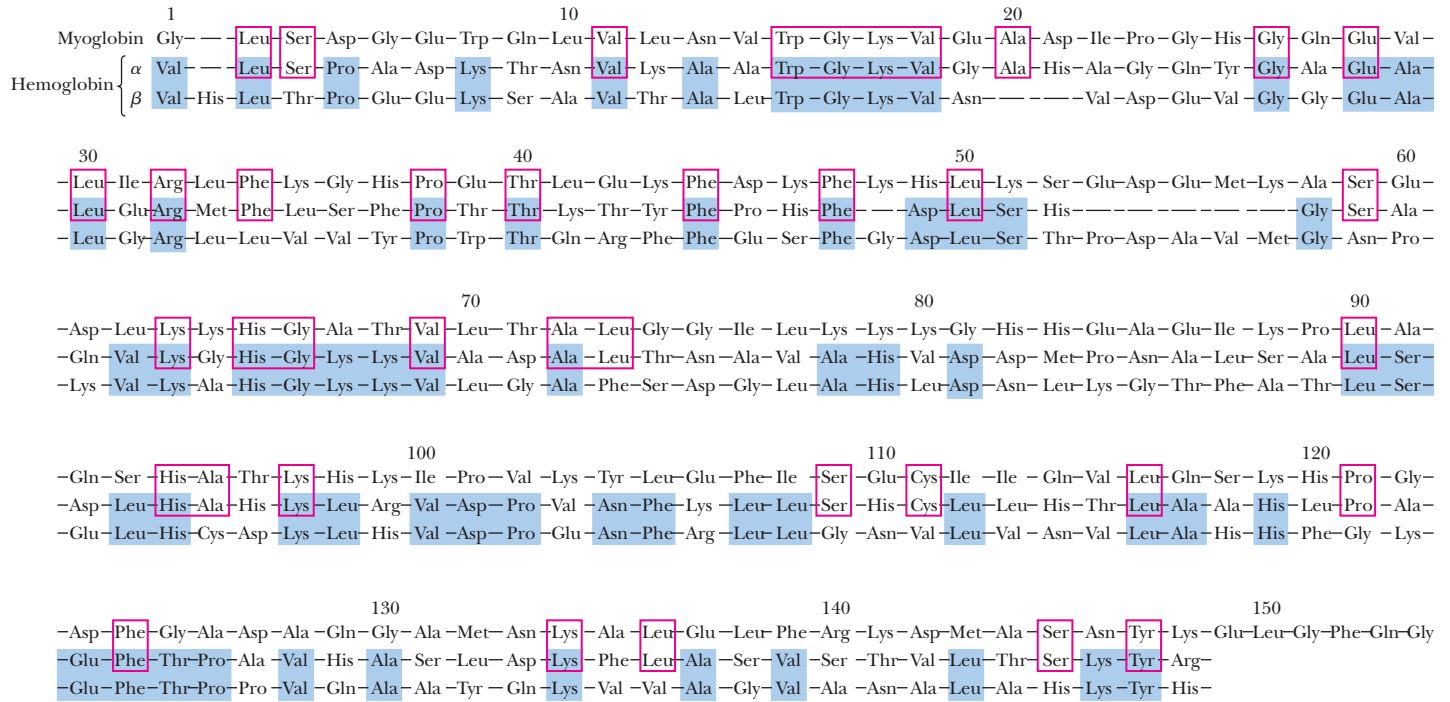 1 10 20
Myoglobin Gly – — – Leu – Ser – Asp – Gly – Glu – Trp – Gln – Leu – Val – Leu – Asn – Val – Trp – Gly – Lys – Val – Glu – Ala – Asp – Ile – Pro – Gly – His – Gly – Gln – Glu – Val –
α Val – — – Leu – Ser – Pro – Ala – Asp – Lys – Thr – Asn – Val – Lys – Ala – Ala – Trp – Gly – Lys – Val – Gly – Ala – His – Ala – Gly – Gln – Tyr – Gly – Ala – Glu – Ala –
Hemoglobin
β Val – His – Leu – Thr – Pro – Glu – Glu – Lys – Ser – Ala – Val – Thr – Ala – Leu – Trp – Gly – Lys – Val – Asn – — – — – Val – Asp – Glu – Val – Gly – Gly – Glu – Ala –
30 40 50 60
– Leu – Ile – Arg – Leu – Phe – Lys – Gly – His – Pro – Glu – Thr – Leu – Glu – Lys – Phe – Asp – Lys – Phe – Lys – His – Leu – Lys – Ser – Glu – Asp – Glu – Met – Lys – Ala – Ser – Glu –
– Leu – Glu – Arg – Met – Phe – Leu – Ser – Phe – Pro – Thr – Thr – Lys – Thr – Tyr – Phe – Pro – His – Phe – — – Asp – Leu – Ser – His – — – — – — – — – — – Gly – Ser – Ala –
– Leu – Gly – Arg – Leu – Leu – Val – Val – Tyr – Pro – Trp – Thr – Gln – Arg – Phe – Phe – Glu – Ser – Phe – Gly – Asp – Leu – Ser – Thr – Pro – Asp – Ala – Val – Met – Gly – Asn – Pro –
70 80 90
– Asp – Leu – Lys – Lys – His – Gly – Ala – Thr – Val – Leu – Thr – Ala – Leu – Gly – Gly – Ile – Leu – Lys – Lys – Gly – His – His – Glu – Ala – Glu – Ile – Lys – Pro – Leu – Ala –
– Gln – Val – Lys – Gly – His – Gly – Lys – Lys – Val – Ala – Asp – Ala – Leu – Thr – Asn – Ala – Val – Ala – His – Val – Asp – Asp – Met – Pro – Asn – Ala – Leu – Ser – Ala – Leu – Ser –
– Lys – Val – Lys – Ala – His – Gly – Lys – Lys – Val – Leu – Gly – Ala – Phe – Ser – Asp – Gly – Leu – Ala – His – Leu – Asp – Asn – Leu – Lys – Gly – Thr – Phe – Ala – Thr – Leu – Ser –
100 110 120
– Gln – Ser – His – Ala – Thr – Lys – His – Lys – Ile – Pro – Val – Lys – Tyr – Leu – Glu – Phe – Ile – Ser – Glu – Cys – Ile – Ile – Gln – Val – Leu – Gln – Ser – Lys – His – Pro – Gly –
– Asp – Leu – His – Ala – His – Lys – Leu – Arg – Val – Asp – Pro – Val – Asn – Phe – Lys – Leu – Leu – Ser – His – Cys – Leu – Leu – His – Thr – Leu – Ala – Ala – His – Leu – Pro – Ala –
– Glu – Leu – His – Cys – Asp – Lys – Leu – His – Val – Asp – Pro – Glu – Asn – Phe – Arg – Leu – Leu – Gly – Asn – Val – Leu – Val – Asn – Val – Leu – Ala – His – His – Phe – Gly – Lys –
130 140 150
– Asp – Phe – Gly – Ala – Asp – Ala – Gln – Gly – Ala – Met – Asn – Lys – Ala – Leu – Glu – Leu – Phe – Arg – Lys – Asp – Met – Ala – Ser – Asn – Tyr – Lys – Glu – Leu – Gly – Phe – Gln – Gly
– Glu – Phe – Thr – Pro – Ala – Val – His – Ala – Ser – Leu – Asp – Lys – Phe – Leu – Ala – Ser – Val – Ser – Thr – Val – Leu – Thr – Ser – Lys – Tyr – Arg –
– Glu – Phe – Thr – Pro – Pro – Val – Gln – Ala – Ala – Tyr – Gln – Lys – Val – Val – Ala – Gly – Val – Ala – Asn – Ala – Leu – Ala – His – Lys – Tyr – His –